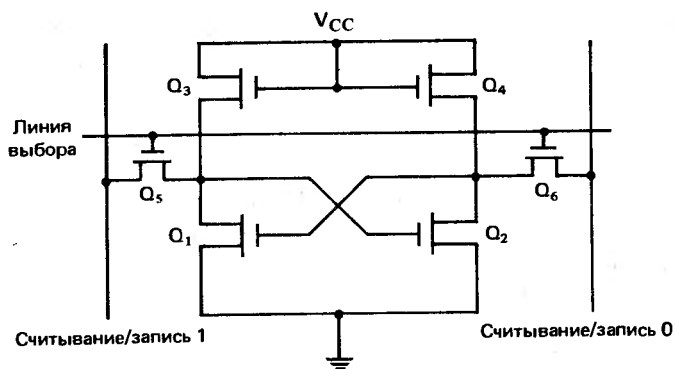 VCC
Q3
Q4
Линия
выбора
Q5
Q6
Q1
Q2
Считывание/запись 1
Считывание/запись 0